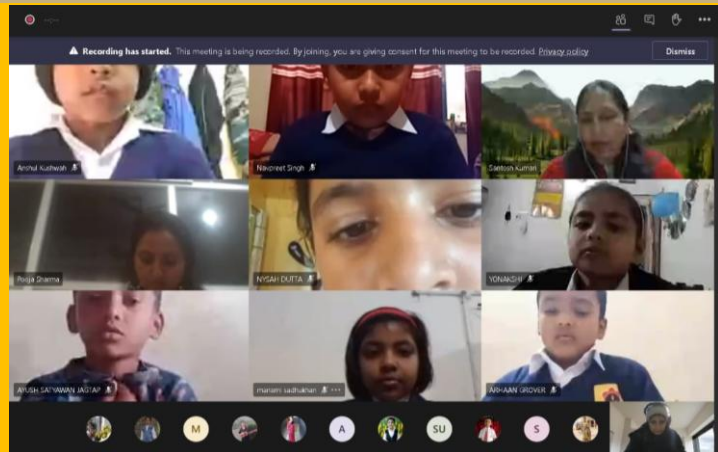 Recording has started. This meeting is being recorded. By joining, you are giving consent for this meeting to be recorded. Privacy policy
Dismiss
Anshul Kushwah
Navpreet Singh
Santosh Kumari
Pooja Sharma
NYSAH DUTTA
YONAKSHI
AYUSH SATYAWAN JAGTAP
manami sadhukhan
ARHAAN GROVER
M
A
SU
S